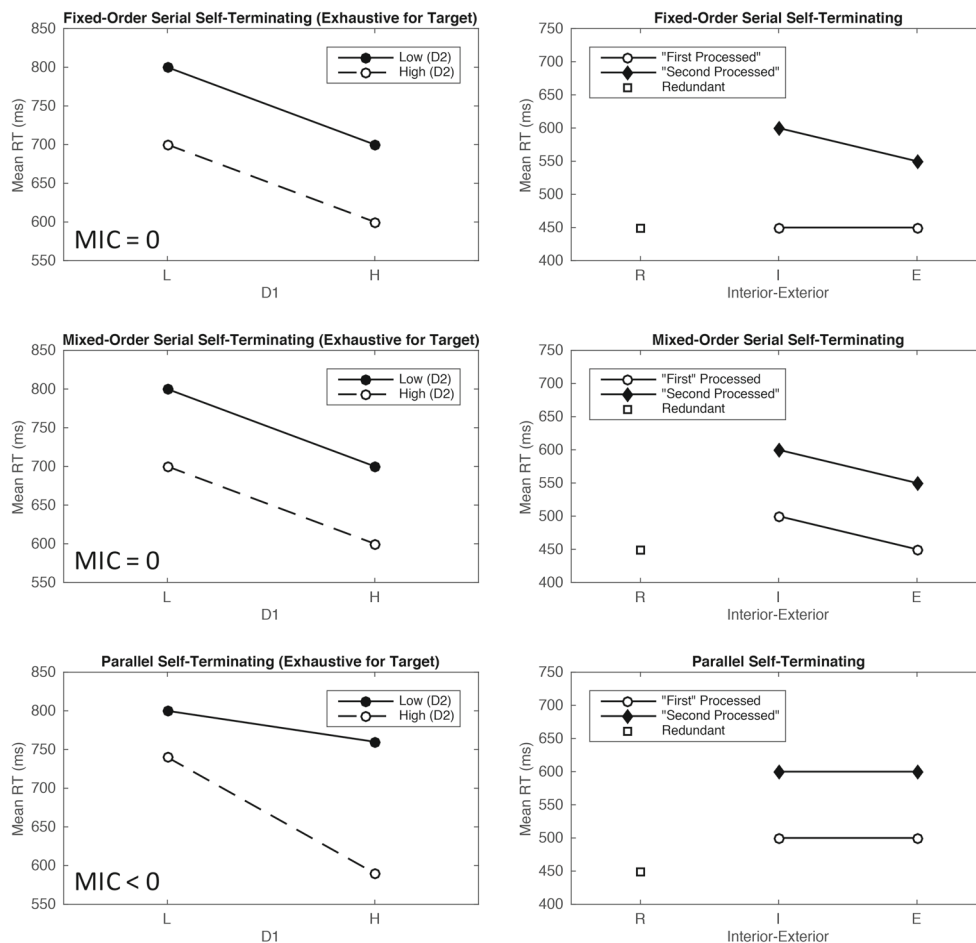 Fixed-Order Serial Self-Terminating (Exhaustive for Target)
850
800
750
700
650
600
550
Mean RT (ms)
Low (D2)
High (D2)
MIC = 0
L
H
D1
Fixed-Order Serial Self-Terminating
750
700
650
600
550
500
450
400
Mean RT (ms)
"First Processed"
"Second Processed"
Redundant
R
I
E
Interior-Exterior
Mixed-Order Serial Self-Terminating (Exhaustive for Target)
850
800
750
700
650
600
550
Mean RT (ms)
Low (D2)
High (D2)
MIC = 0
L
H
D1
Mixed-Order Serial Self-Terminating
750
700
650
600
550
500
450
400
Mean RT (ms)
"First" Processed
"Second Processed"
Redundant
R
I
E
Interior-Exterior
Parallel Self-Terminating (Exhaustive for Target)
850
800
750
700
650
600
550
Mean RT (ms)
Low (D2)
High (D2)
MIC < 0
L
H
D1
Parallel Self-Terminating
750
700
650
600
550
500
450
400
Mean RT (ms)
"First" Processed
"Second Processed"
Redundant
R
I
E
Interior-Exterior